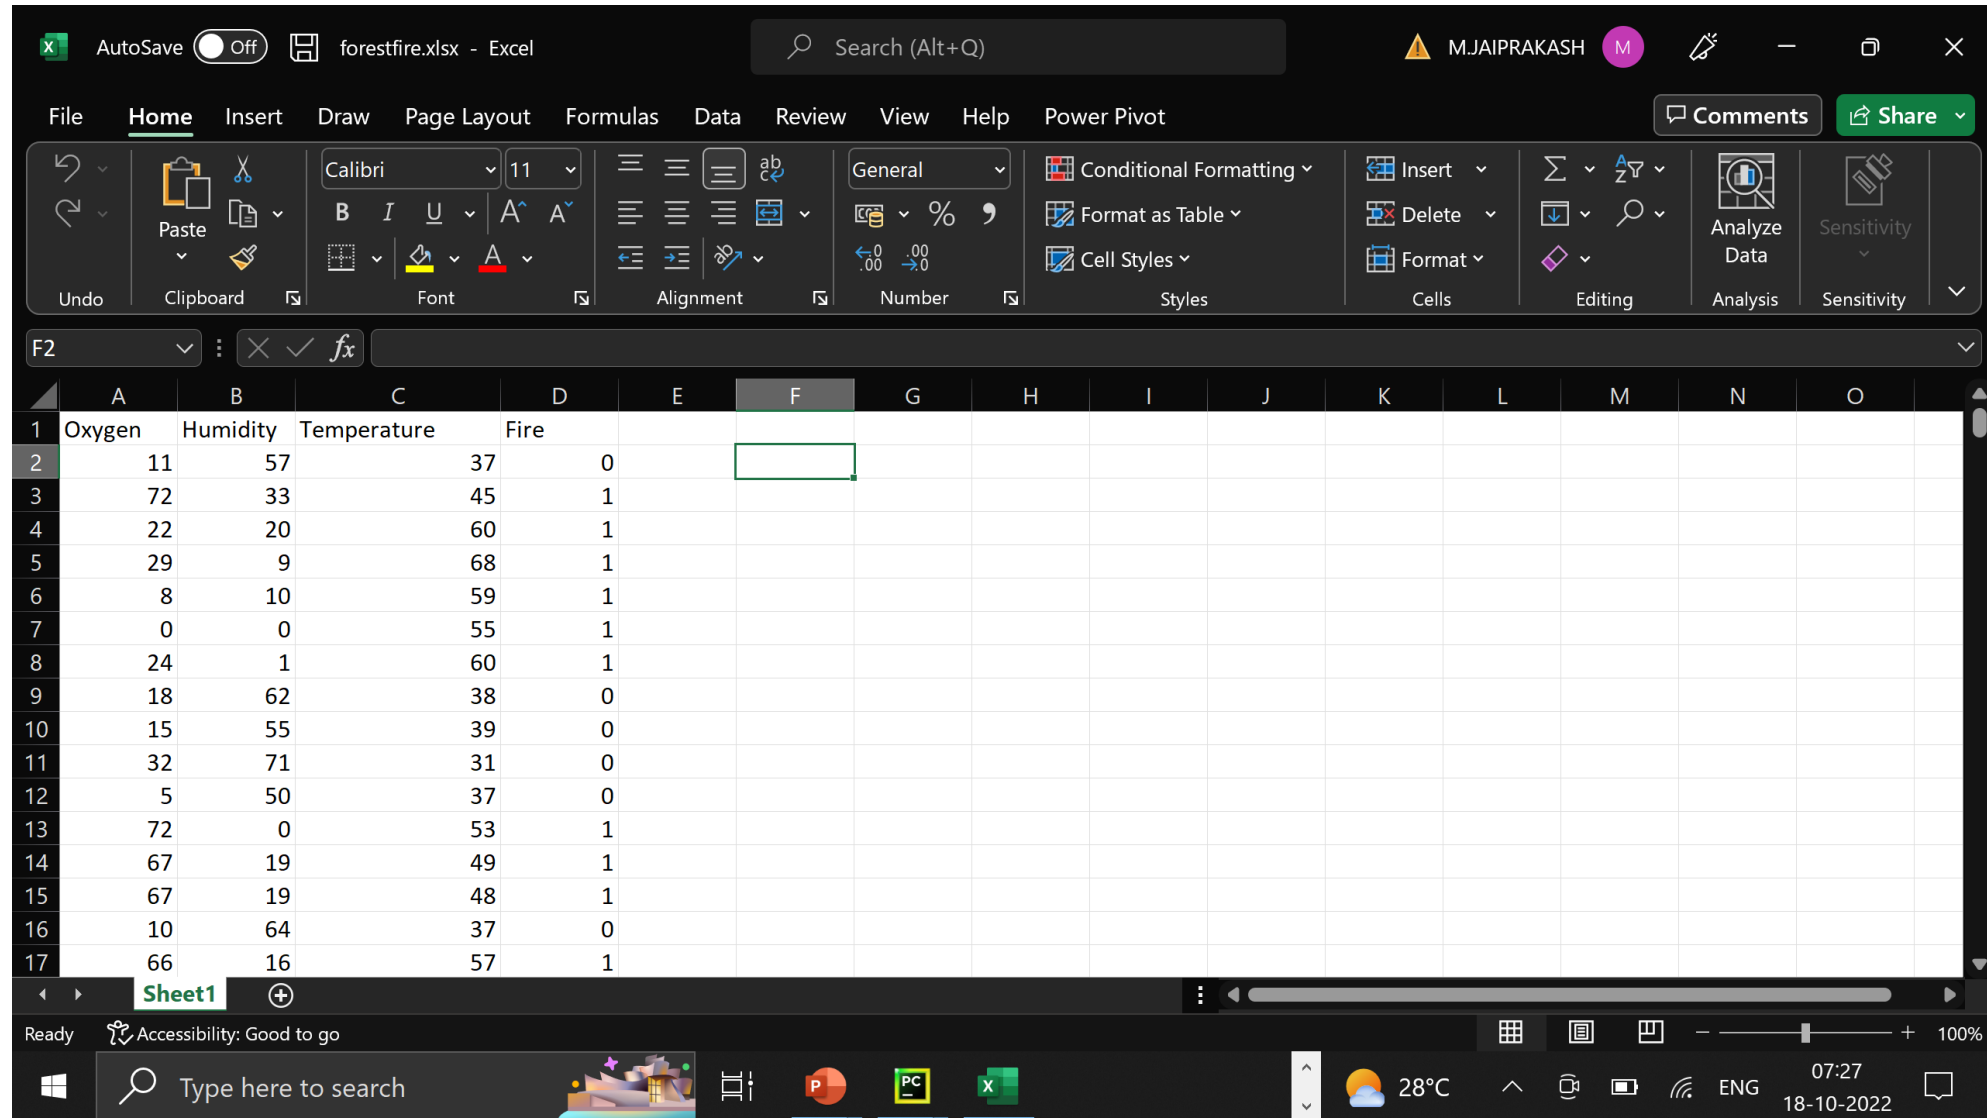 AutoSave Off forestfire.xlsx - Excel Search (Alt+Q) M.JAIPRAKASH M
File Home Insert Draw Page Layout Formulas Data Review View Help Power Pivot Comments Share
Calibri 11 ab General Conditional Formatting Insert
Paste B I U A A % Format as Table Delete Analyze Data Sensitivity
A Cell Styles Format
Undo Clipboard Font Alignment Number Styles Cells Editing Analysis Sensitivity
F2 fx
A B C D E F G H I J K L M N O
1 Oxygen Humidity Temperature Fire
2 11 57 37 0
3 72 33 45 1
4 22 20 60 1
5 29 9 68 1
6 8 10 59 1
7 0 0 55 1
8 24 1 60 1
9 18 62 38 0
10 15 55 39 0
11 32 71 31 0
12 5 50 37 0
13 72 0 53 1
14 67 19 49 1
15 67 19 48 1
16 10 64 37 0
17 66 16 57 1
Sheet1
Ready Accessibility: Good to go 100%
Type here to search 28°C ENG 07:27
18-10-2022